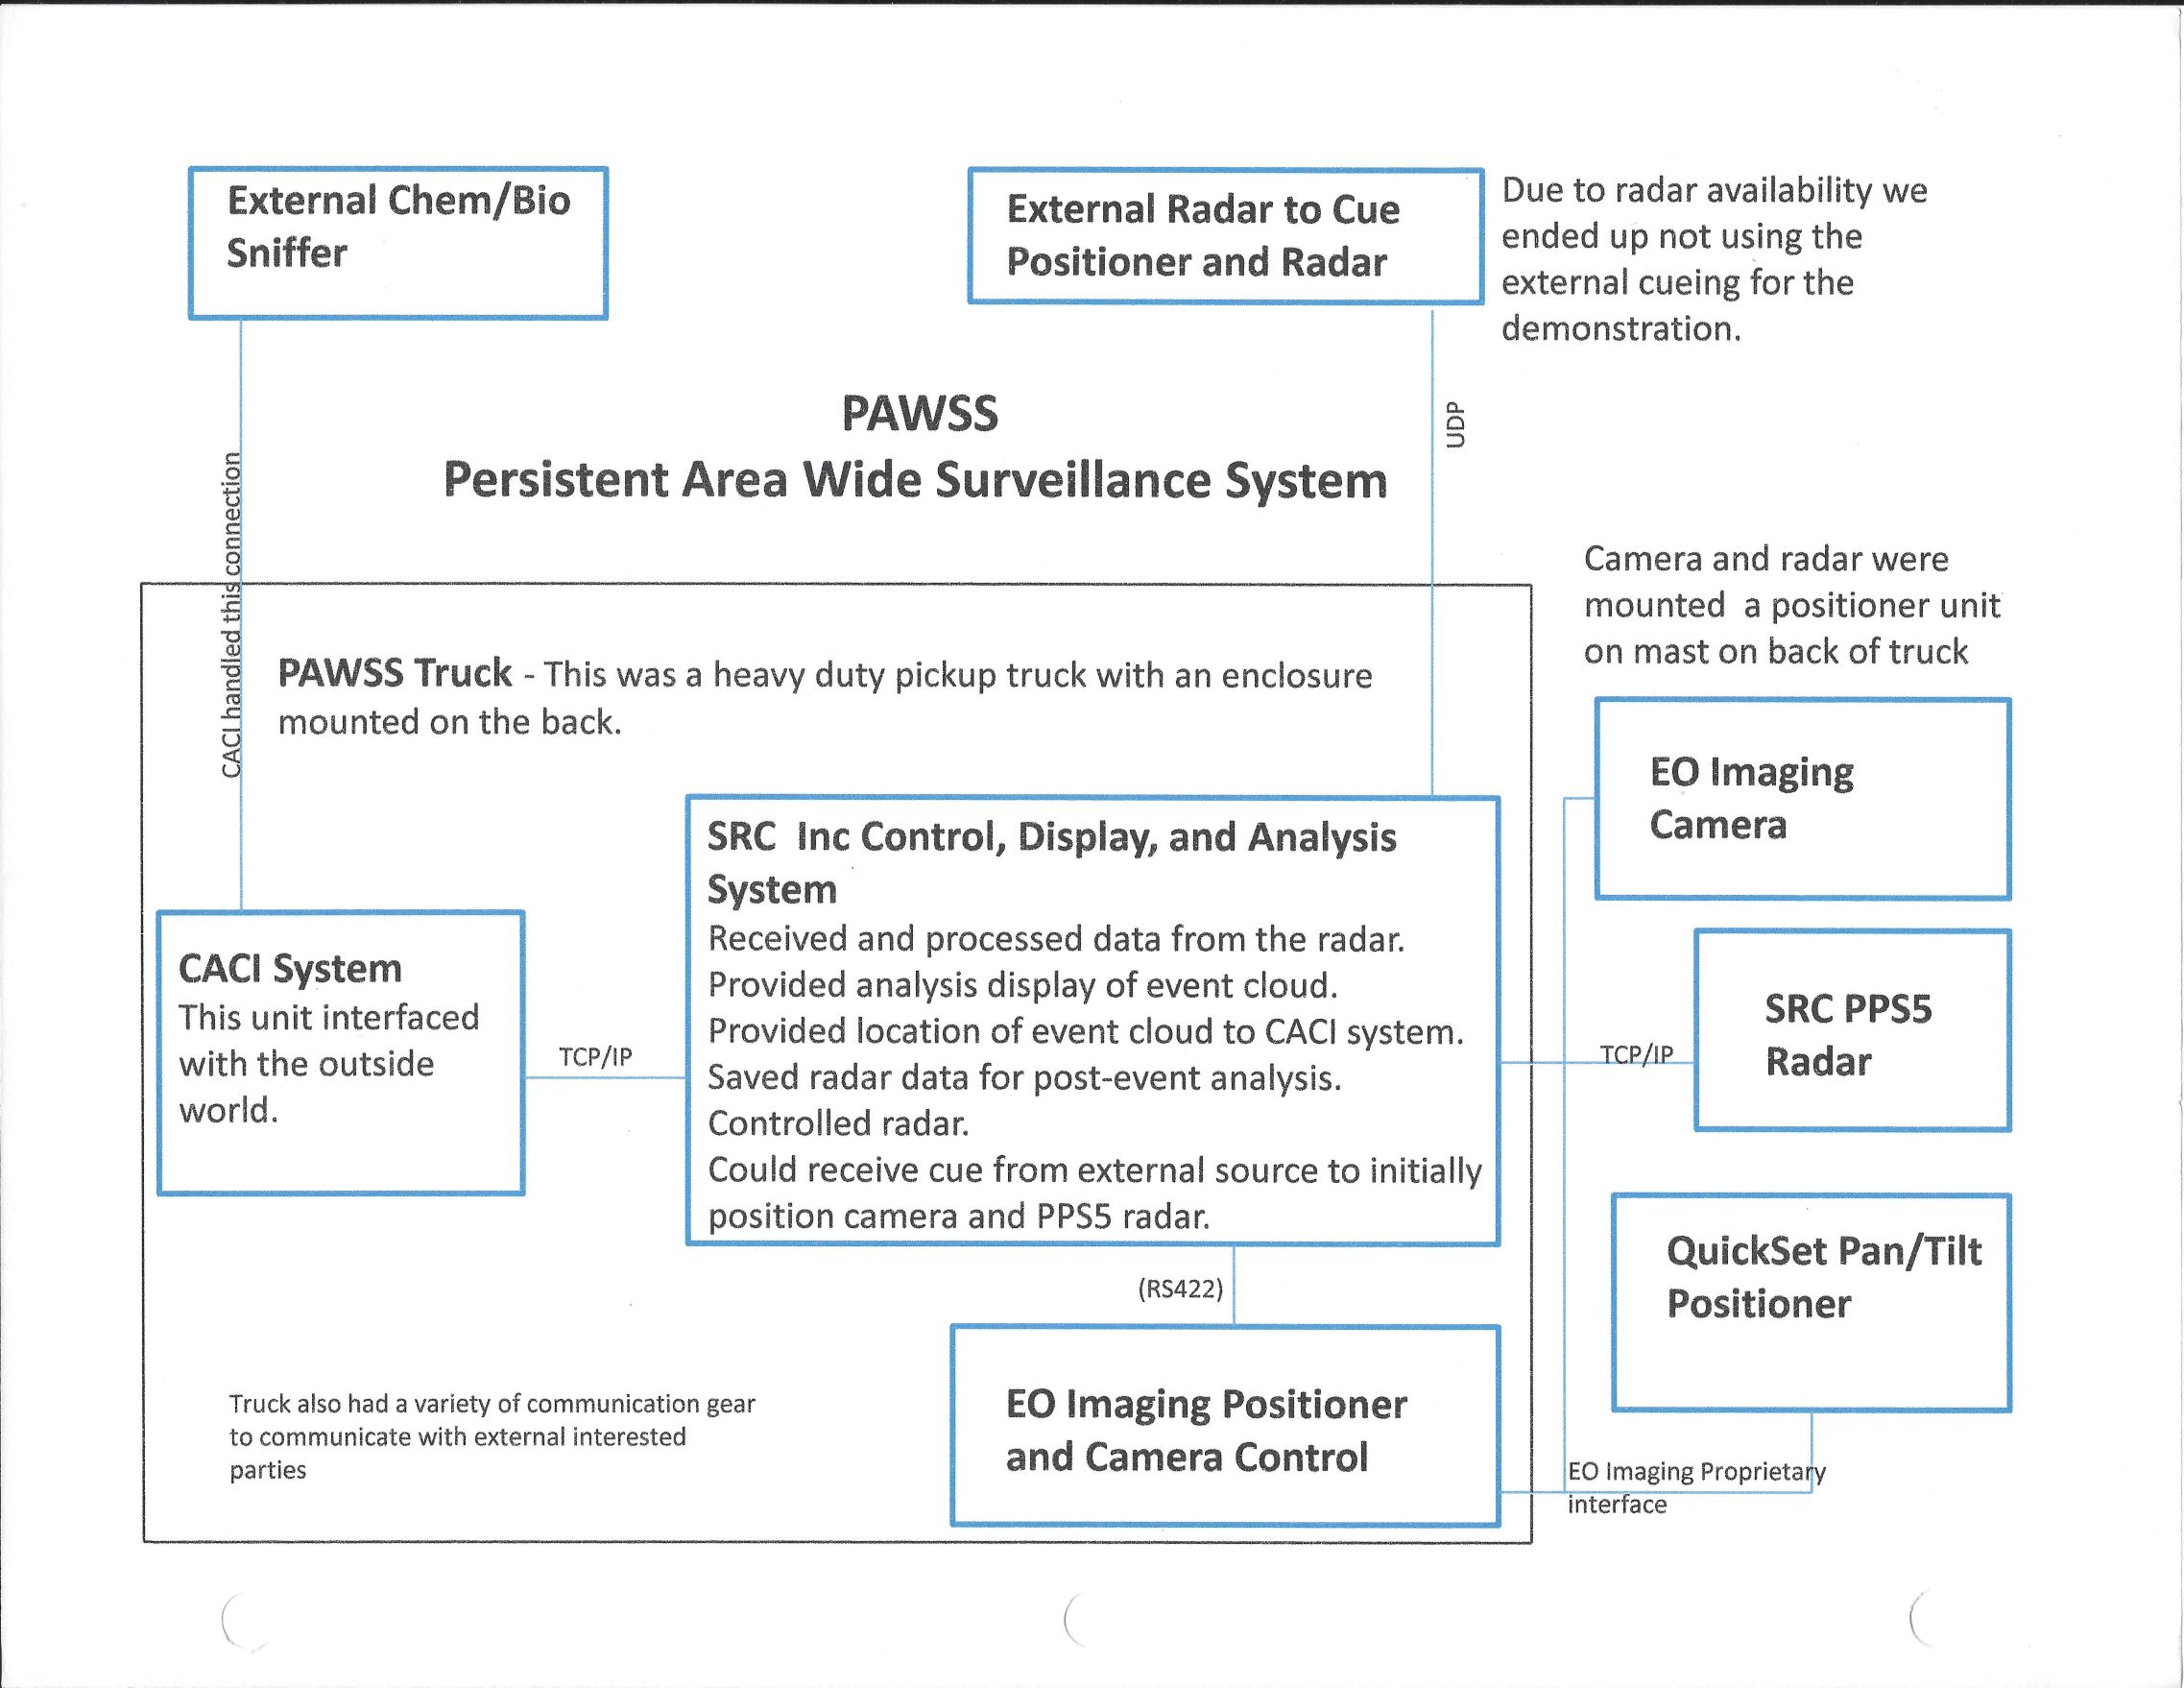 External Chem/Bio
Sniffer
External Radar to Cue
Positioner and Radar
Due to radar availability we
ended up not using the
external cueing for the
demonstration.
PAWSS
Persistent Area Wide Surveillance System
UDP
CACI handled this connection
Camera and radar were
mounted a positioner unit
on mast on back of truck
PAWSS Truck - This was a heavy duty pickup truck with an enclosure
mounted on the back.
EO Imaging
Camera
SRC Inc Control, Display, and Analysis
System
Received and processed data from the radar.
Provided analysis display of event cloud.
Provided location of event cloud to CACI system.
Saved radar data for post-event analysis.
Controlled radar.
Could receive cue from external source to initially
position camera and PPS5 radar.
CACI System
This unit interfaced
with the outside
world.
TCP/IP
TCP/IP
SRC PPS5
Radar
QuickSet Pan/Tilt
Positioner
(RS422)
EO Imaging Positioner
and Camera Control
Truck also had a variety of communication gear
to communicate with external interested
parties
EO Imaging Proprietary
interface